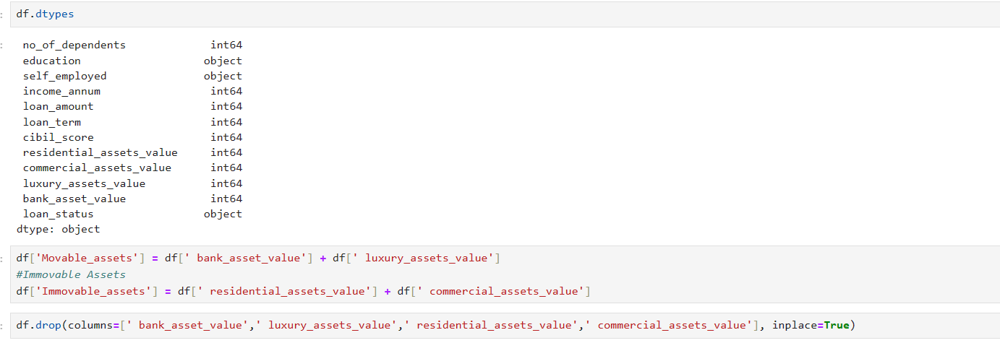 df.dtypes
no_of_dependents int64
education object
self_employed object
income_annum int64
loan_amount int64
loan_term int64
cibil_score int64
residential_assets_value int64
commercial_assets_value int64
luxury_assets_value int64
bank_asset_value int64
loan_status object
dtype: object
df['Movable_assets'] = df[' bank_asset_value'] + df[' luxury_assets_value']
#Immovable Assets
df['Immovable_assets'] = df[' residential_assets_value'] + df[' commercial_assets_value']
df.drop(columns=[' bank_asset_value',' luxury_assets_value',' residential_assets_value',' commercial_assets_value'], inplace=True)